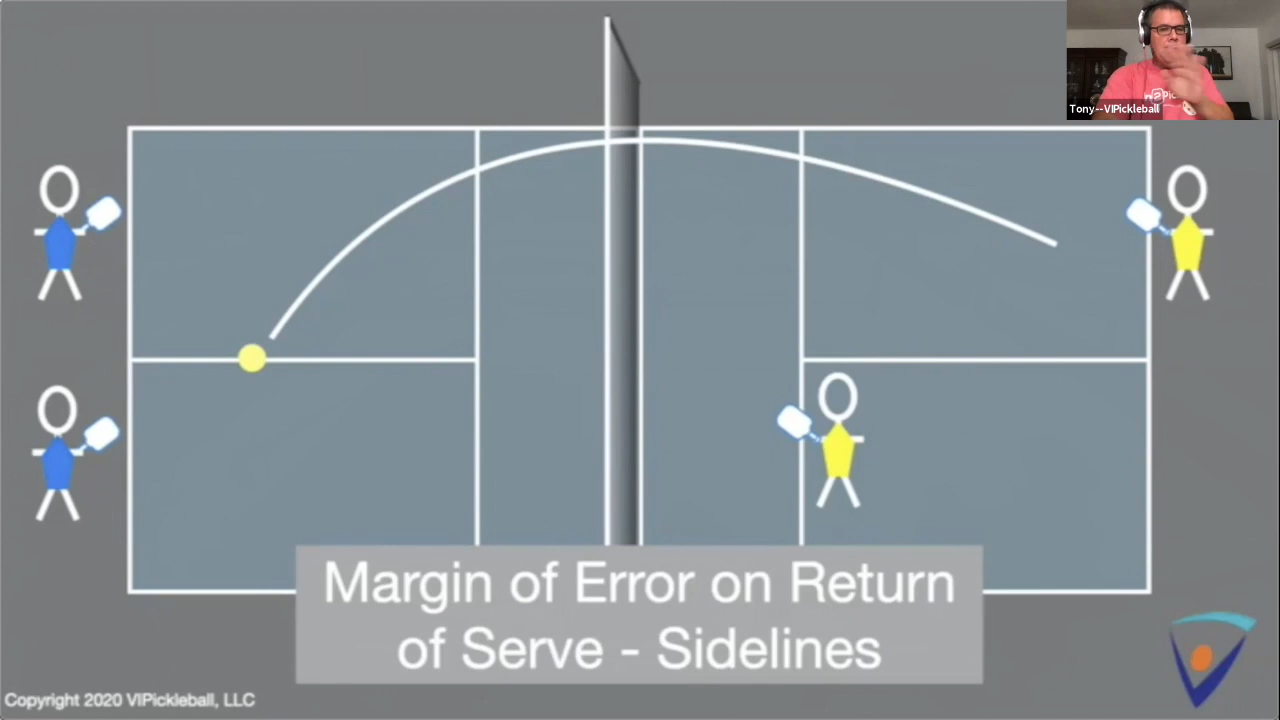 Tony--VIPickleball
Margin of Error on Return
of Serve - Sidelines
Copyright 2020 VIPickleball, LLC